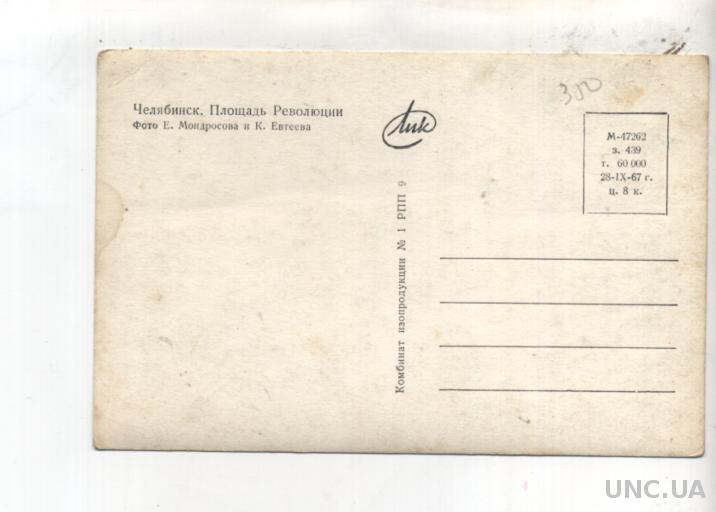 Челябинск. Площадь Революции
Фото Е. Мондросова и К. Евтеева
Лик
350
М-47262
з. 439
т. 60 000
28-IX-67 г.
ц. 8 к.
Комбинат изопродукции № 1 РПП 9
UNC.UA